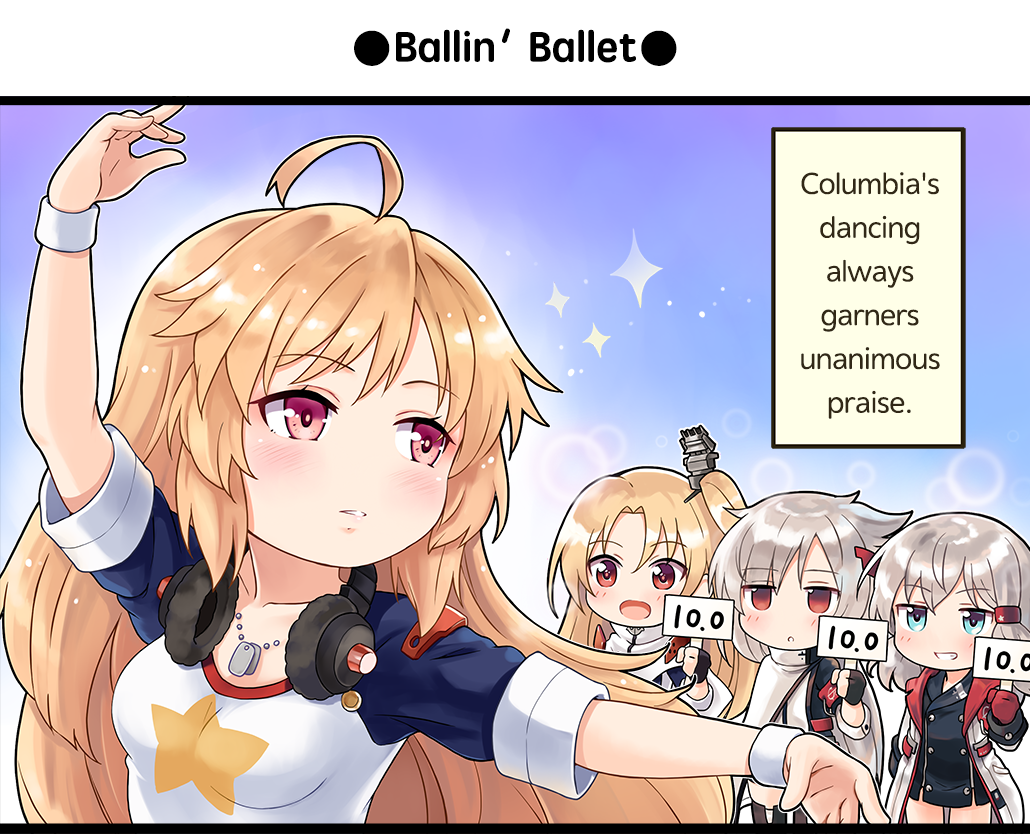 ●Ballin' Ballet●
Columbia's
dancing
always
garners
unanimous
praise.
10.0
10.0
10.0